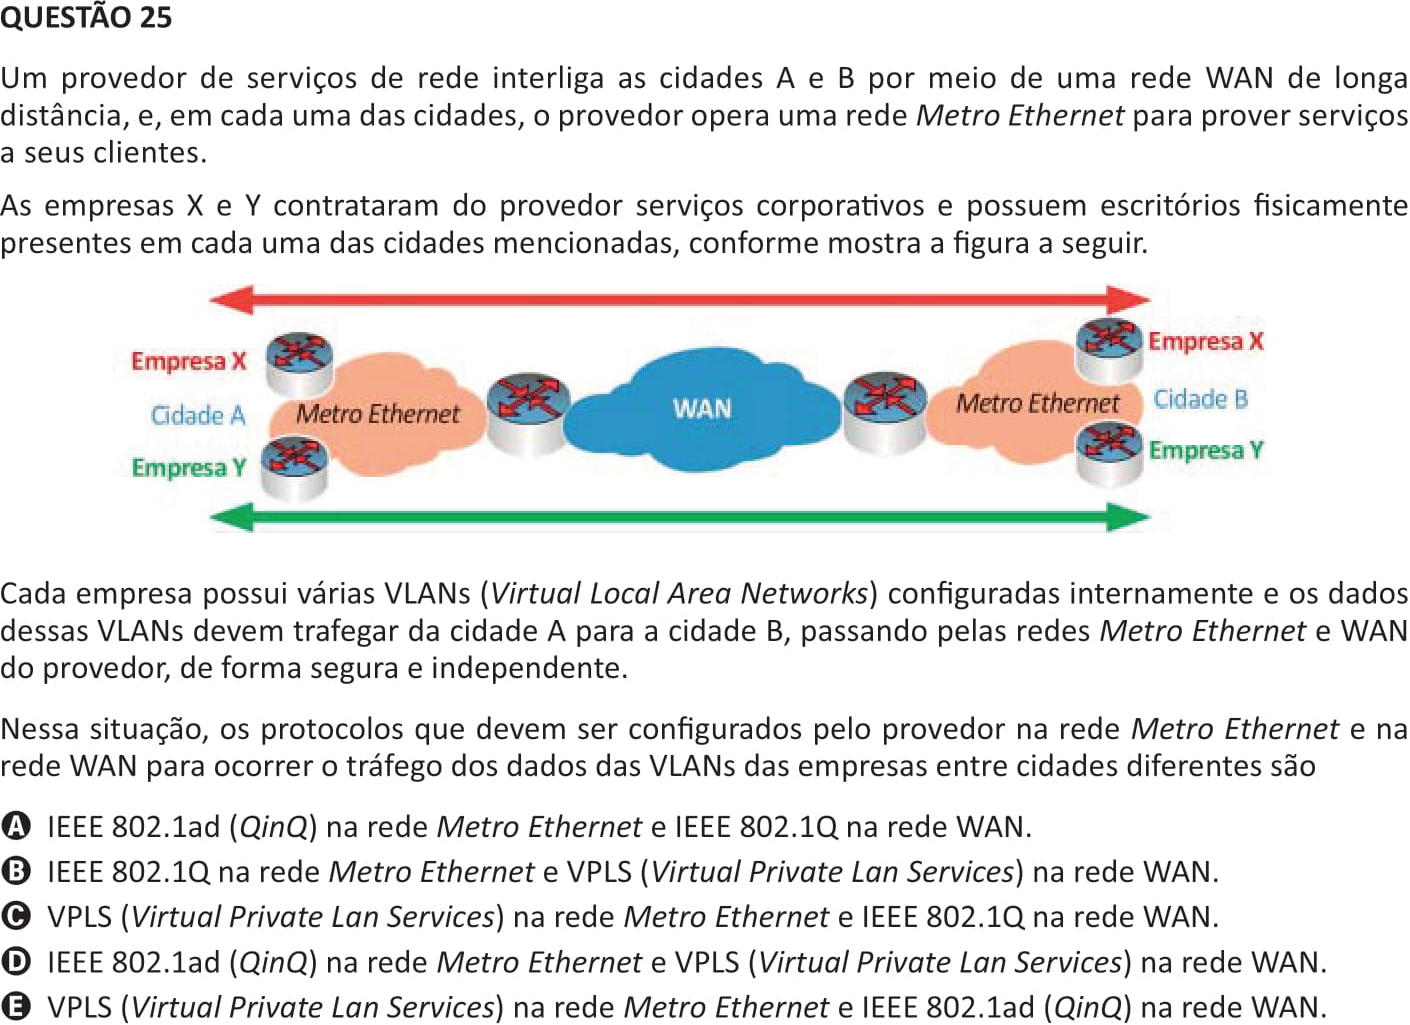 QUESTÃO 25
Um provedor de serviços de rede interliga as cidades A e B por meio de uma rede WAN de longa
distância, e, em cada uma das cidades, o provedor opera uma rede Metro Ethernet para prover serviços
a seus clientes.
As empresas X e Y contrataram do provedor serviços corporativos e possuem escritórios fisicamente
presentes em cada uma das cidades mencionadas, conforme mostra a figura a seguir.
Empresa X
Cidade A
Empresa Y
Metro Ethernet
WAN
Metro Ethernet
Empresa X
Cidade B
Empresa Y
Cada empresa possui várias VLANs (Virtual Local Area Networks) configuradas internamente e os dados
dessas VLANs devem trafegar da cidade A para a cidade B, passando pelas redes Metro Ethernet e WAN
do provedor, de forma segura e independente.
Nessa situação, os protocolos que devem ser configurados pelo provedor na rede Metro Ethernet e na
rede WAN para ocorrer o tráfego dos dados das VLANs das empresas entre cidades diferentes são
A IEEE 802.1ad (QinQ) na rede Metro Ethernet e IEEE 802.1Q na rede WAN.
B IEEE 802.1Q na rede Metro Ethernet e VPLS (Virtual Private Lan Services) na rede WAN.
C VPLS (Virtual Private Lan Services) na rede Metro Ethernet e IEEE 802.1Q na rede WAN.
D IEEE 802.1ad (QinQ) na rede Metro Ethernet e VPLS (Virtual Private Lan Services) na rede WAN.
E VPLS (Virtual Private Lan Services) na rede Metro Ethernet e IEEE 802.1ad (QinQ) na rede WAN.